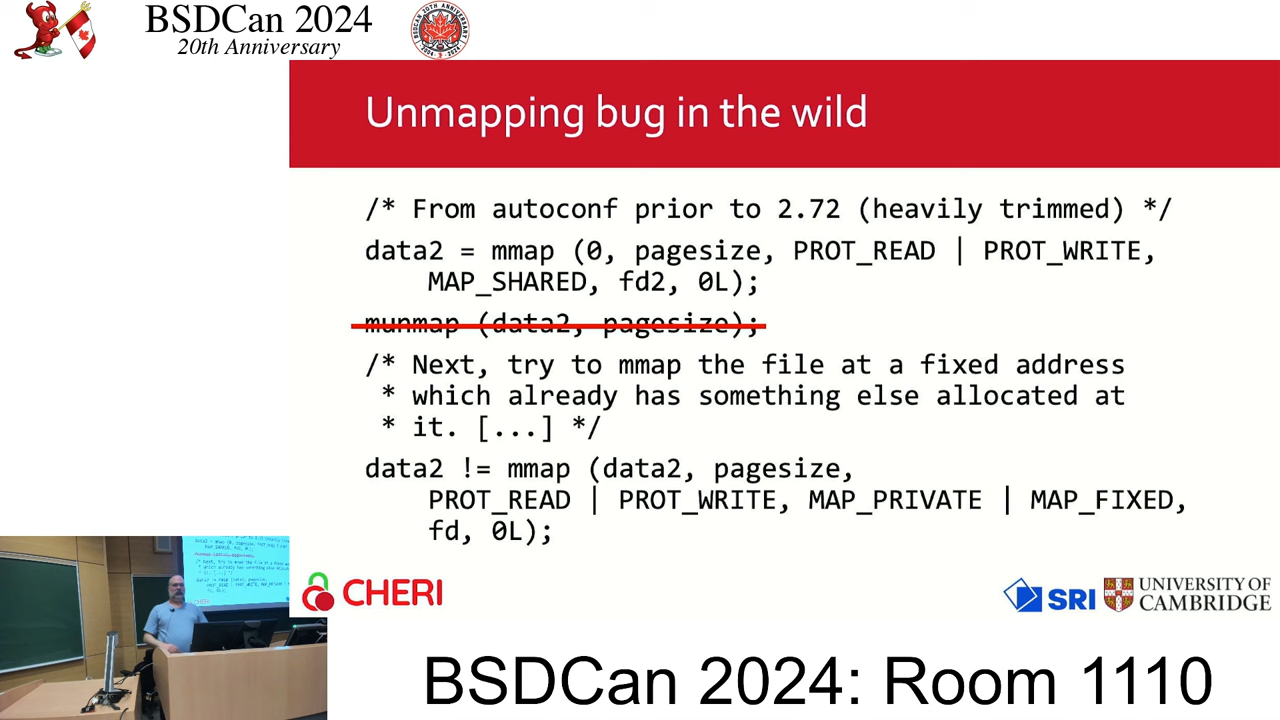 BSDCan 2024
20th Anniversary
BSDCAN 20TH ANNIVERSARY
Unmapping bug in the wild
/* From autoconf prior to 2.72 (heavily trimmed) */
data2 = mmap (0, pagesize, PROT_READ | PROT_WRITE,
MAP_SHARED, fd2, 0L);
munmap (data2, pagesize);
/* Next, try to mmap the file at a fixed address
* which already has something else allocated at
* it. [...] */
data2 != mmap (data2, pagesize,
PROT_READ | PROT_WRITE, MAP_PRIVATE | MAP_FIXED,
fd, 0L);
CHERI
SRI
UNIVERSITY OF
CAMBRIDGE
BSDCan 2024: Room 1110